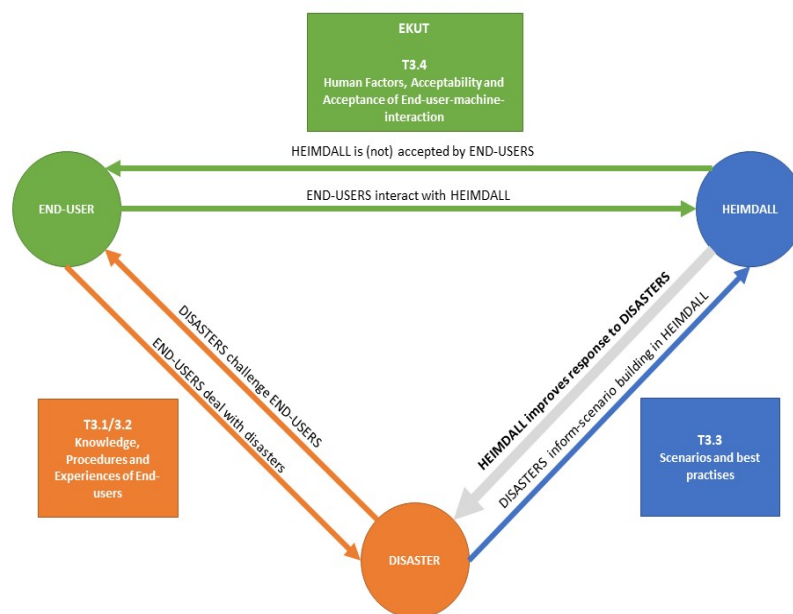 EKUT
T3.4
Human Factors, Acceptability and
Acceptance of End-user-machine-
interaction
HEIMDALL is (not) accepted by END-USERS
END-USERS interact with HEIMDALL
END-USER
HEIMDALL
DISASTERS challenge END-USERS
END-USERS deal with disasters
HEIMDALL improves response to DISASTERS
DISASTERS inform-scenario building in HEIMDALL
T3.1/3.2
Knowledge,
Procedures and
Experiences of End-
users
T3.3
Scenarios and best
practises
DISASTER